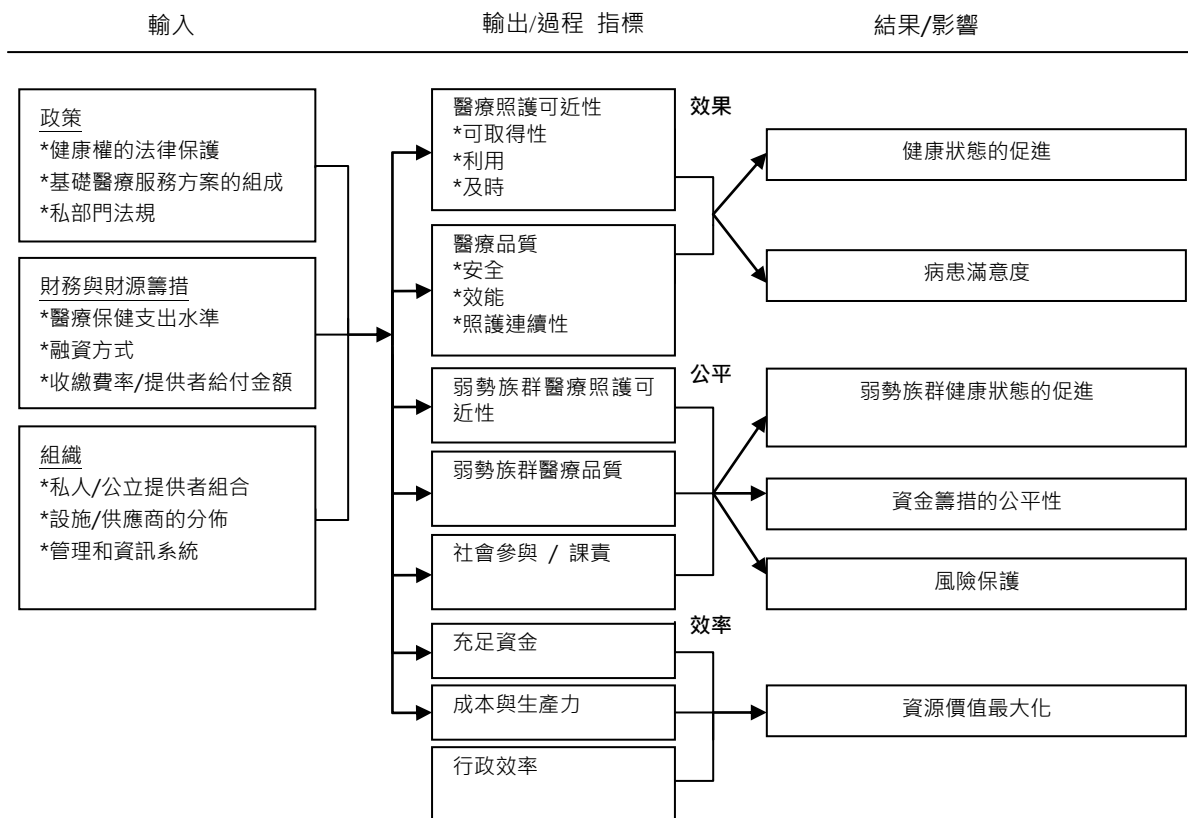 輸入
輸出/過程 指標
結果/影響
政策
*健康權的法律保護
*基礎醫療服務方案的組成
*私部門法規
財務與財源籌措
*醫療保健支出水準
*融資方式
*收繳費率/提供者給付金額
組織
*私人/公立提供者組合
*設施/供應商的分佈
*管理和資訊系統
醫療照護可近性
*可取得性
*利用
*及時
醫療品質
*安全
*效能
*照護連續性
弱勢族群醫療照護可
近性
弱勢族群醫療品質
社會參與 / 課責
充足資金
成本與生產力
行政效率
效果
公平
效率
健康狀態的促進
病患滿意度
弱勢族群健康狀態的促進
資金籌措的公平性
風險保護
資源價值最大化